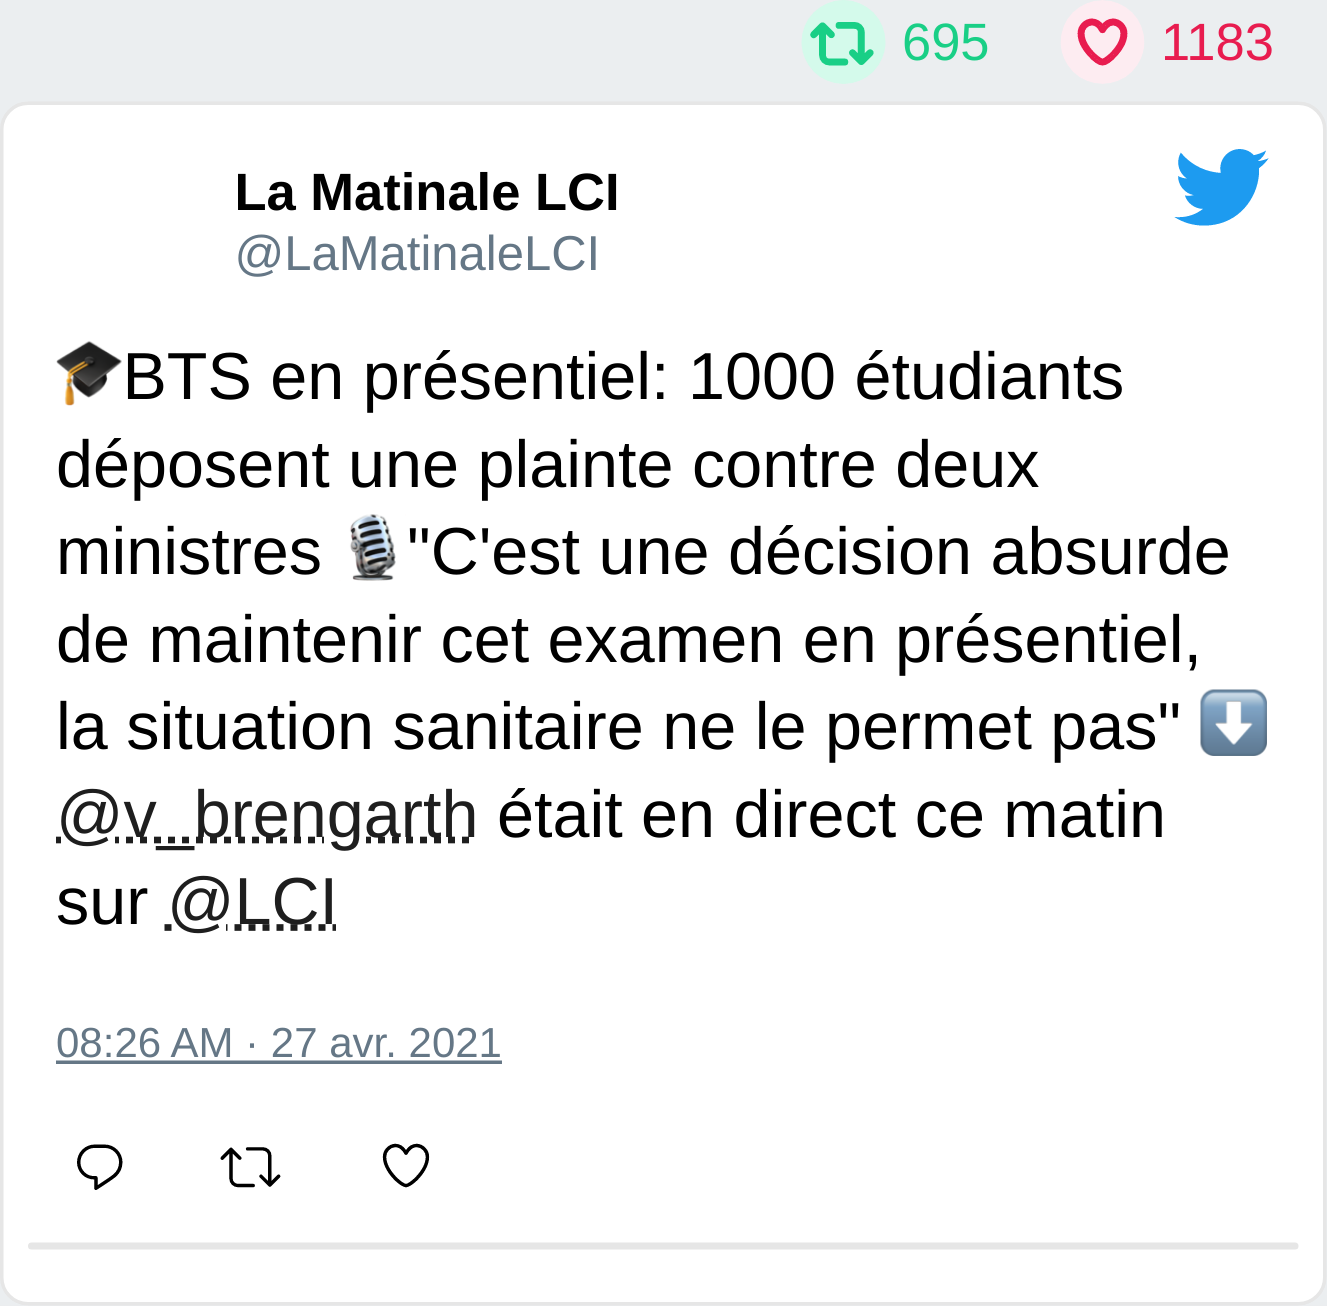 695 1183
La Matinale LCI
@LaMatinaleLCI
🎓BTS en présentiel: 1000 étudiants
déposent une plainte contre deux
ministres 🎙"C'est une décision absurde
de maintenir cet examen en présentiel,
la situation sanitaire ne le permet pas" ⬇️
@v_brengarth était en direct ce matin
sur @LCI
08:26 AM · 27 avr. 2021